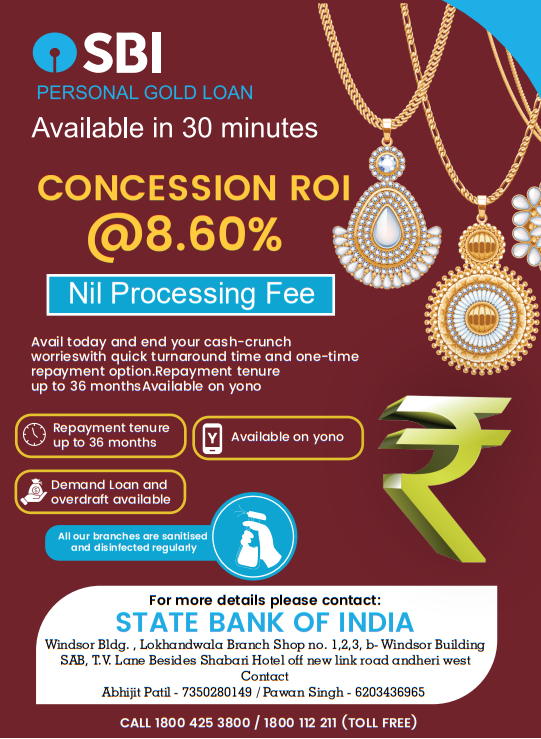 SBI
PERSONAL GOLD LOAN
Available in 30 minutes
CONCESSION ROI
@8.60%
Nil Processing Fee
Avail today and end your cash-crunch
worrieswith quick turnaround time and one-time
repayment option.Repayment tenure
up to 36 monthsAvailable on yono
Repayment tenure
up to 36 months
Y
Available on yono
Demand Loan and
overdraft available
All our branches are sanitised
and disinfected regularly
₹
For more details please contact:
STATE BANK OF INDIA
Windsor Bldg. , Lokhandwala Branch Shop no. 1,2,3, b- Windsor Building
SAB, T.V. Lane Besides Shabari Hotel off new link road andheri west
Contact
Abhijit Patil - 7350280149 / Pawan Singh - 6203436965
CALL 1800 425 3800 / 1800 112 211 (TOLL FREE)